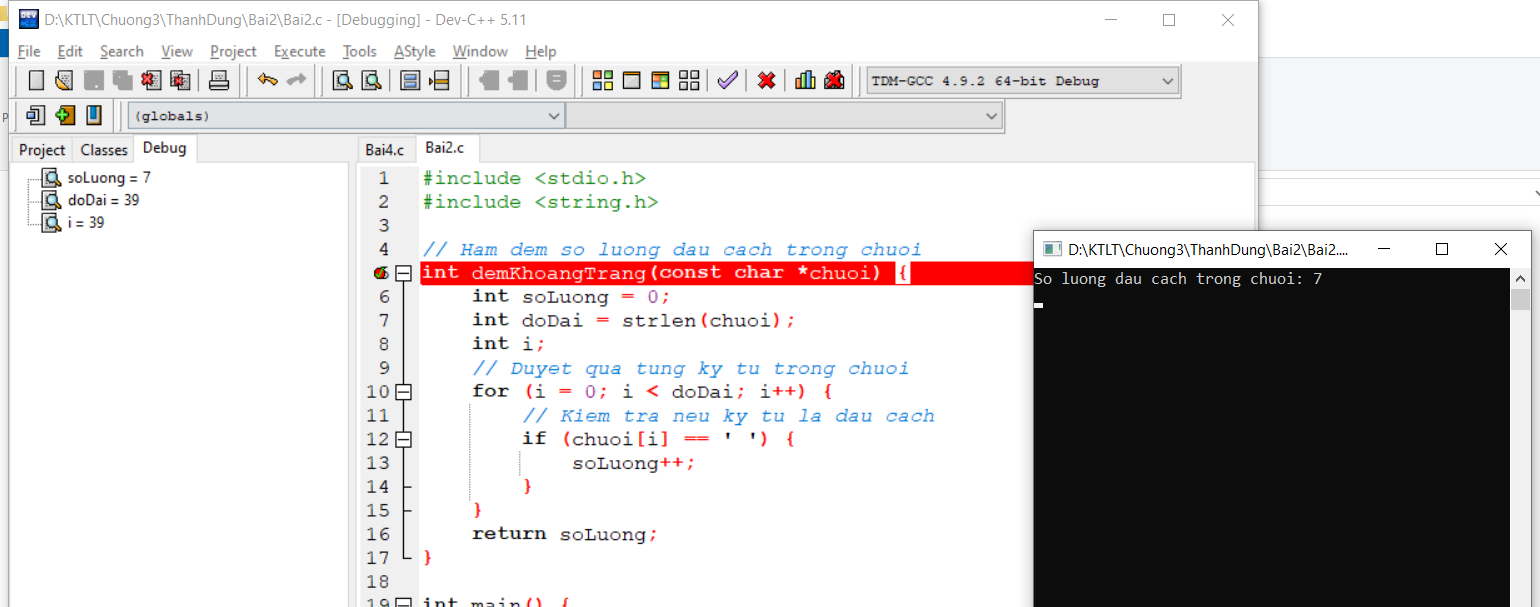 D:\KTLT\Chuong3\ThanhDung\Bai2\Bai2.c - [Debugging] - Dev-C++ 5.11
File Edit Search View Project Execute Tools AStyle Window Help
TDM-GCC 4.9.2 64-bit Debug
(globals)
Project Classes Debug
soLuong = 7
doDai = 39
i = 39
Bai4.c Bai2.c
1 #include <stdio.h>
2 #include <string.h>
3
4 // Ham dem so luong dau cach trong chuoi
int demKhoangTrang(const char *chuoi) {
6 int soLuong = 0;
7 int doDai = strlen(chuoi);
8 int i;
9 // Duyet qua tung ky tu trong chuoi
10 for (i = 0; i < doDai; i++) {
11 // Kiem tra neu ky tu la dau cach
12 if (chuoi[i] == ' ') {
13 soLuong++;
14 }
15 }
16 return soLuong;
17 }
18
19 int main() {
D:\KTLT\Chuong3\ThanhDung\Bai2\Bai2....
So luong dau cach trong chuoi: 7